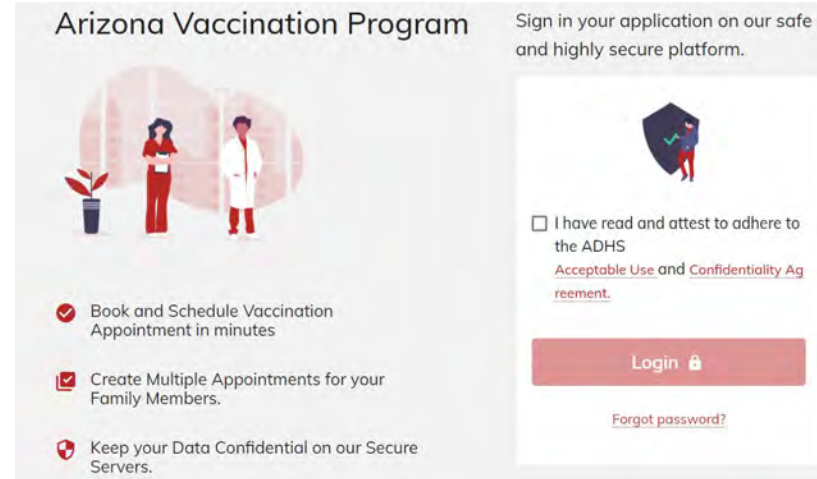 Arizona Vaccination Program
Book and Schedule Vaccination
Appointment in minutes
Create Multiple Appointments for your
Family Members.
Keep your Data Confidential on our Secure
Servers.
Sign in your application on our safe
and highly secure platform.
I have read and attest to adhere to
the ADHS
Acceptable Use and Confidentiality Ag
reement.
Login
Forgot password?